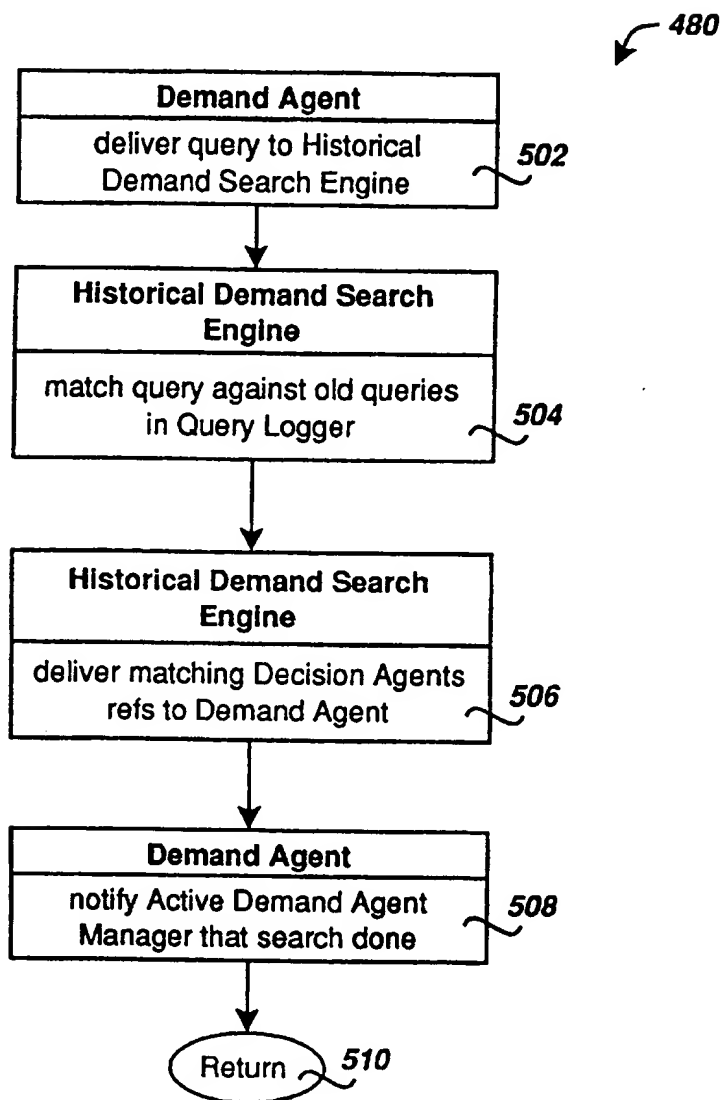 480
Demand Agent
deliver query to Historical
Demand Search Engine
502
Historical Demand Search
Engine
match query against old queries
in Query Logger
504
Historical Demand Search
Engine
deliver matching Decision Agents
refs to Demand Agent
506
Demand Agent
notify Active Demand Agent
Manager that search done
508
Return
510